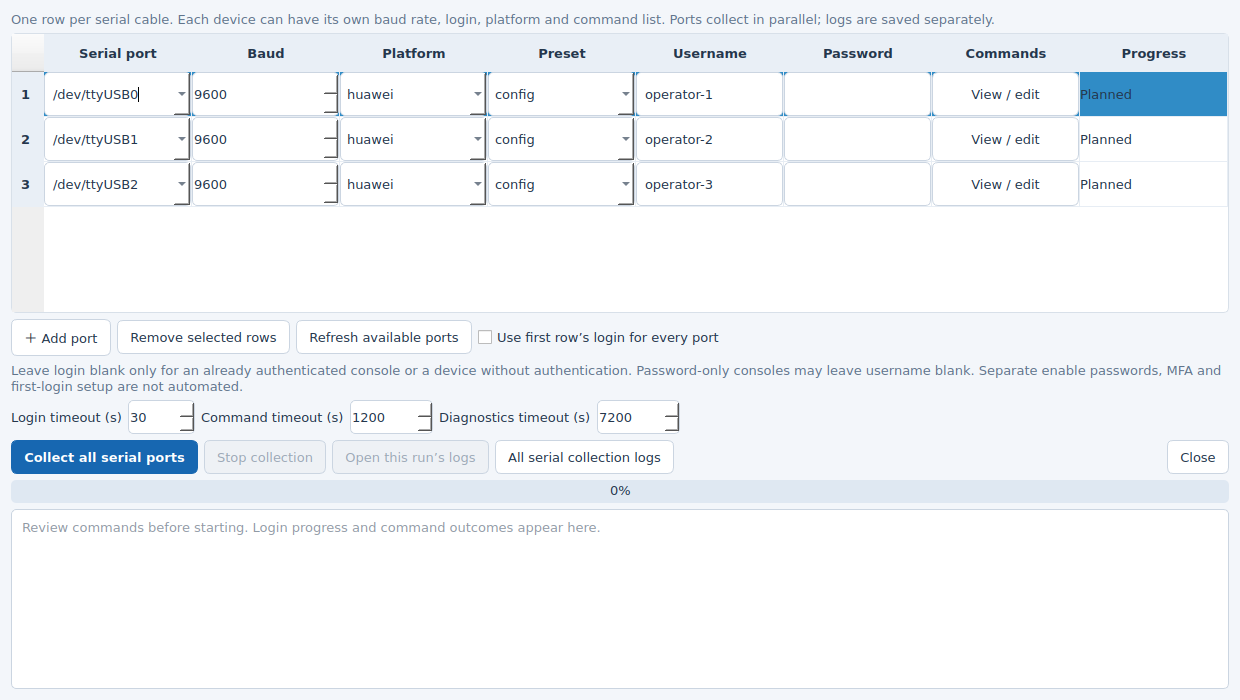 One row per serial cable. Each device can have its own baud rate, login, platform and command list. Ports collect in parallel; logs are saved separately.
Serial port Baud Platform Preset Username Password Commands Progress
1 /dev/ttyUSB0 9600 huawei config operator-1 View / edit Planned
2 /dev/ttyUSB1 9600 huawei config operator-2 View / edit Planned
3 /dev/ttyUSB2 9600 huawei config operator-3 View / edit Planned
+ Add port Remove selected rows Refresh available ports Use first row’s login for every port
Leave login blank only for an already authenticated console or a device without authentication. Password-only consoles may leave username blank. Separate enable passwords, MFA and
first-login setup are not automated.
Login timeout (s) 30 Command timeout (s) 1200 Diagnostics timeout (s) 7200
Collect all serial ports Stop collection Open this run’s logs All serial collection logs Close
0%
Review commands before starting. Login progress and command outcomes appear here.